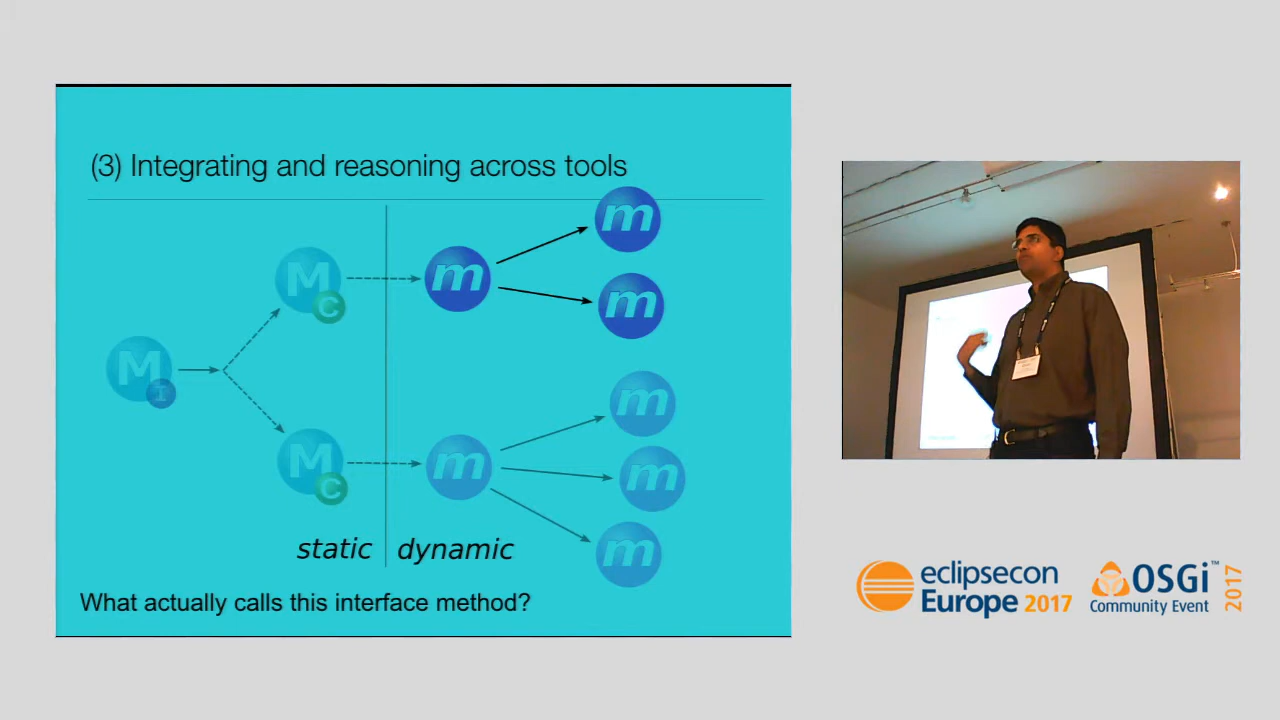 (3) Integrating and reasoning across tools
m
M
C
m
m
M
I
m
M
C
m
m
m
static
dynamic
What actually calls this interface method?
eclipsecon
Europe 2017
OSGi™
Community Event
2017